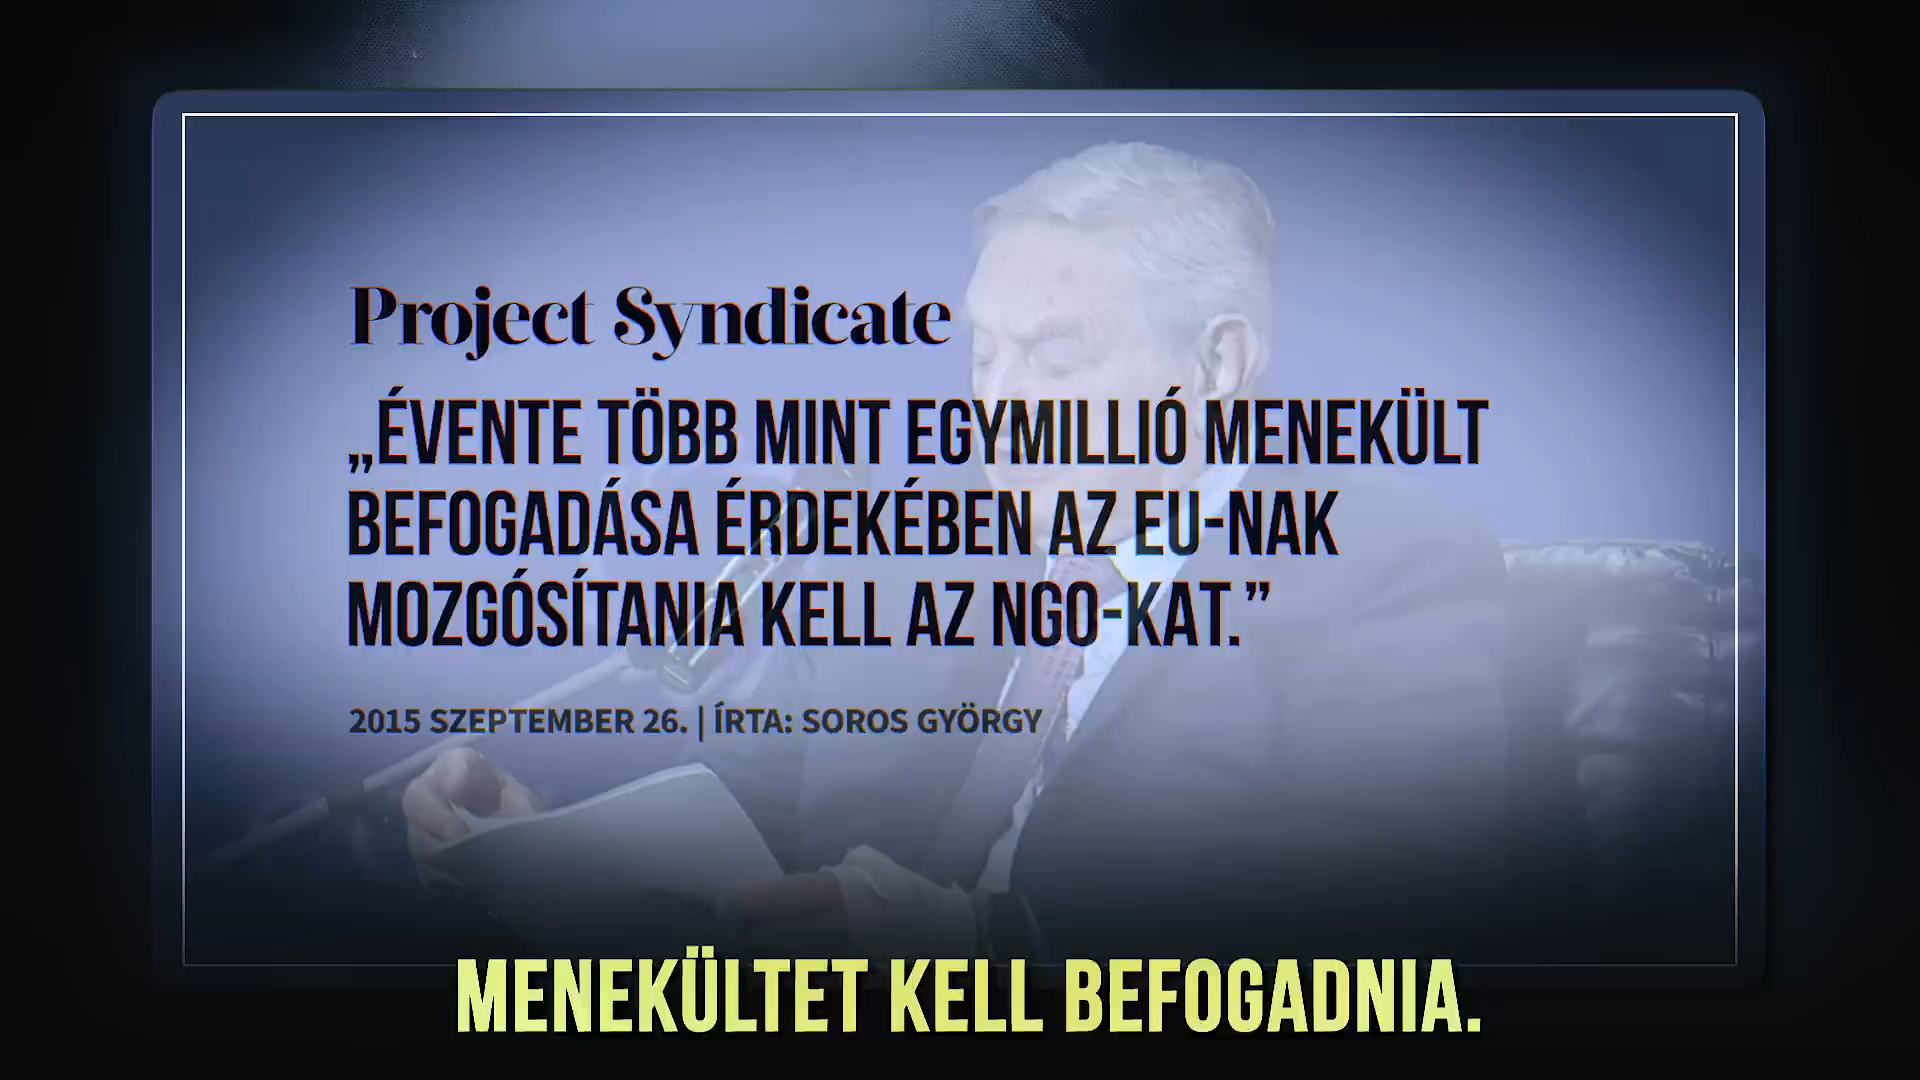 Project Syndicate
„ÉVENTE TÖBB MINT EGYMILLIÓ MENEKÜLT
BEFOGADÁSA ÉRDEKÉBEN AZ EU-NAK
MOZGÓSÍTANIA KELL AZ NGO-KAT.”
2015 SZEPTEMBER 26. | ÍRTA: SOROS GYÖRGY
MENEKÜLTET KELL BEFOGADNIA.